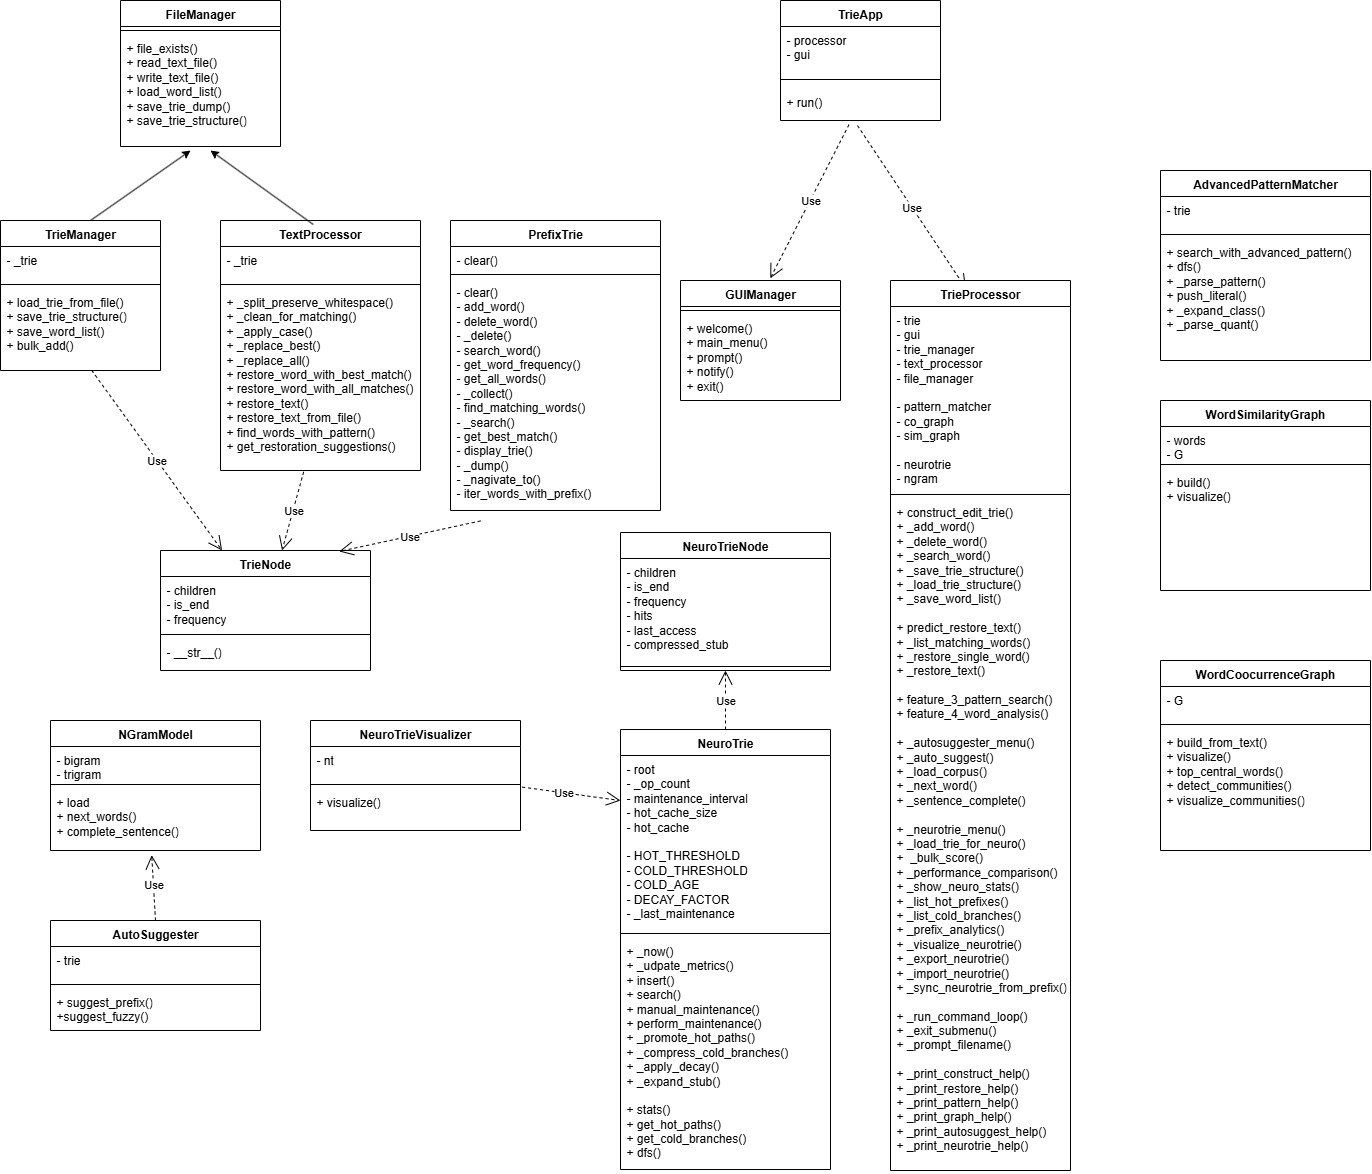 FileManager
+ file_exists()
+ read_text_file()
+ write_text_file()
+ load_word_list()
+ save_trie_dump()
+ save_trie_structure()
TrieApp
- processor
- gui
+ run()
Use
Use
TrieManager
- _trie
+ load_trie_from_file()
+ save_trie_structure()
+ save_word_list()
+ bulk_add()
Use
TextProcessor
- _trie
+ _split_preserve_whitespace()
+ _clean_for_matching()
+ _apply_case()
+ _replace_best()
+ _replace_all()
+ restore_word_with_best_match()
+ restore_word_with_all_matches()
+ restore_text()
+ restore_text_from_file()
+ find_words_with_pattern()
+ get_restoration_suggestions()
Use
PrefixTrie
- clear()
- clear()
- add_word()
- delete_word()
- _delete()
- search_word()
- get_word_frequency()
- get_all_words()
- _collect()
- find_matching_words()
- _search()
- get_best_match()
- display_trie()
- _dump()
- _nagivate_to()
- iter_words_with_prefix()
Use
TrieNode
- children
- is_end
- frequency
- __str__()
GUIManager
+ welcome()
+ main_menu()
+ prompt()
+ notify()
+ exit()
TrieProcessor
- trie
- gui
- trie_manager
- text_processor
- file_manager
- pattern_matcher
- co_graph
- sim_graph
- neurotrie
- ngram
+ construct_edit_trie()
+ _add_word()
+ _delete_word()
+ _search_word()
+ _save_trie_structure()
+ _load_trie_structure()
+ _save_word_list()
+ predict_restore_text()
+ _list_matching_words()
+ _restore_single_word()
+ _restore_text()
+ feature_3_pattern_search()
+ feature_4_word_analysis()
+ _autosuggester_menu()
+ _auto_suggest()
+ _load_corpus()
+ _next_word()
+ _sentence_complete()
+ _neurotrie_menu()
+ _load_trie_for_neuro()
+ _bulk_score()
+ _performance_comparison()
+ _show_neuro_stats()
+ _list_hot_prefixes()
+ _list_cold_branches()
+ _prefix_analytics()
+ _visualize_neurotrie()
+ _export_neurotrie()
+ _import_neurotrie()
+ _sync_neurotrie_from_prefix()
+ _run_command_loop()
+ _exit_submenu()
+ _prompt_filename()
+ _print_construct_help()
+ _print_restore_help()
+ _print_pattern_help()
+ _print_graph_help()
+ _print_autosuggest_help()
+ _print_neurotrie_help()
AdvancedPatternMatcher
- trie
+ search_with_advanced_pattern()
+ dfs()
+ _parse_pattern()
+ push_literal()
+ _expand_class()
+ _parse_quant()
WordSimilarityGraph
- words
- G
+ build()
+ visualize()
WordCoocurrenceGraph
- G
+ build_from_text()
+ visualize()
+ top_central_words()
+ detect_communities()
+ visualize_communities()
NeuroTrieNode
- children
- is_end
- frequency
- hits
- last_access
- compressed_stub
Use
NeuroTrie
- root
- _op_count
- maintenance_interval
- hot_cache_size
- hot_cache
- HOT_THRESHOLD
- COLD_THRESHOLD
- COLD_AGE
- DECAY_FACTOR
- _last_maintenance
+ _now()
+ _udpate_metrics()
+ insert()
+ search()
+ manual_maintenance()
+ perform_maintenance()
+ _promote_hot_paths()
+ _compress_cold_branches()
+ _apply_decay()
+ _expand_stub()
+ stats()
+ get_hot_paths()
+ get_cold_branches()
+ dfs()
NGramModel
- bigram
- trigram
+ load
+ next_words()
+ complete_sentence()
Use
NeuroTrieVisualizer
- nt
+ visualize()
Use
AutoSuggester
- trie
+ suggest_prefix()
+suggest_fuzzy()